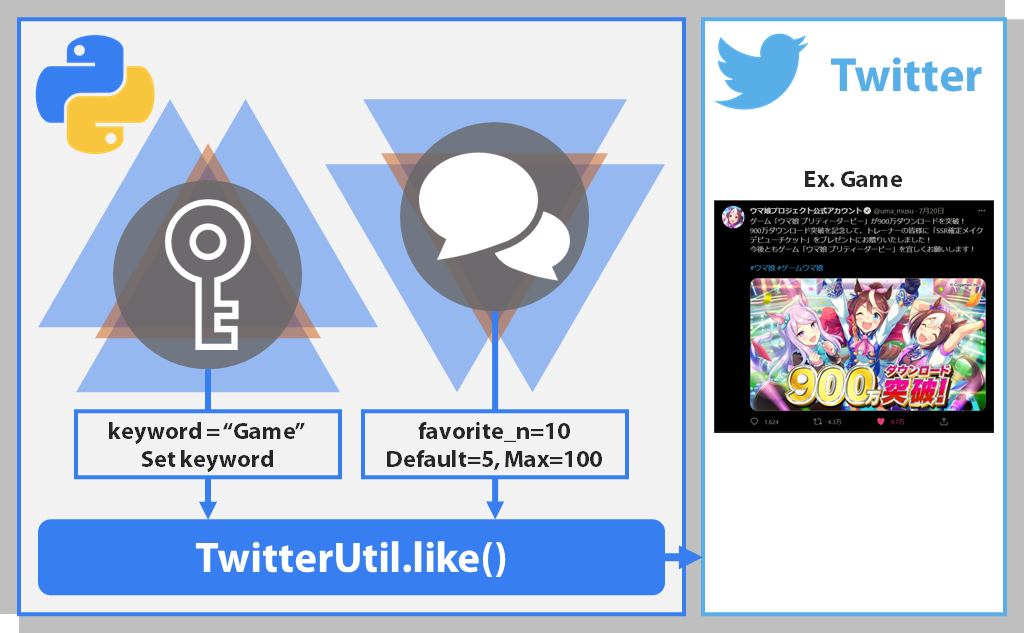 Twitter
Ex. Game
ウマ娘プロジェクト公式アカウント @uma_musu · 7月20日
ゲーム「ウマ娘 プリティーダービー」が900万ダウンロードを突破！
900万ダウンロード突破を記念して、トレーナーの皆様に「SSR確定メイク
デビューチケット」をプレゼントにお贈りいたしました！
今後ともゲーム「ウマ娘 プリティーダービー」を宜しくお願いします！
#ウマ娘 #ゲームウマ娘
900万
ダウンロード
突破!
1,624 4.3万 9.7万
keyword = “Game”
Set keyword
favorite_n=10
Default=5, Max=100
TwitterUtil.like()